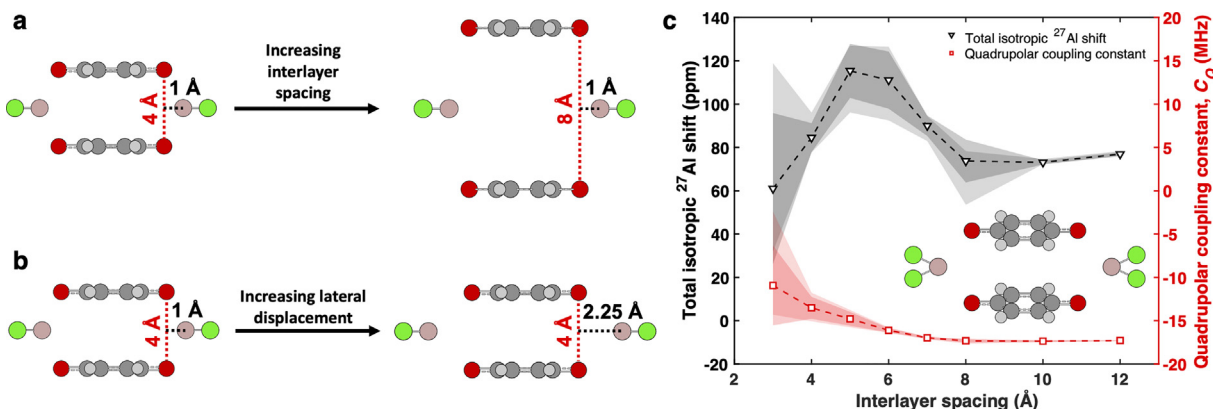 a
Increasing
interlayer
spacing
4 Å
1 Å
8 Å
1 Å
b
Increasing lateral
displacement
4 Å
1 Å
4 Å
2.25 Å
c
Total isotropic ²⁷Al shift
Quadrupolar coupling constant
Total isotropic ²⁷Al shift (ppm)
140
120
100
80
60
40
20
0
-20
2
4
6
8
10
12
Interlayer spacing (Å)
20
15
10
5
0
-5
-10
-15
-20
Quadrupolar coupling constant, C_Q (MHz)